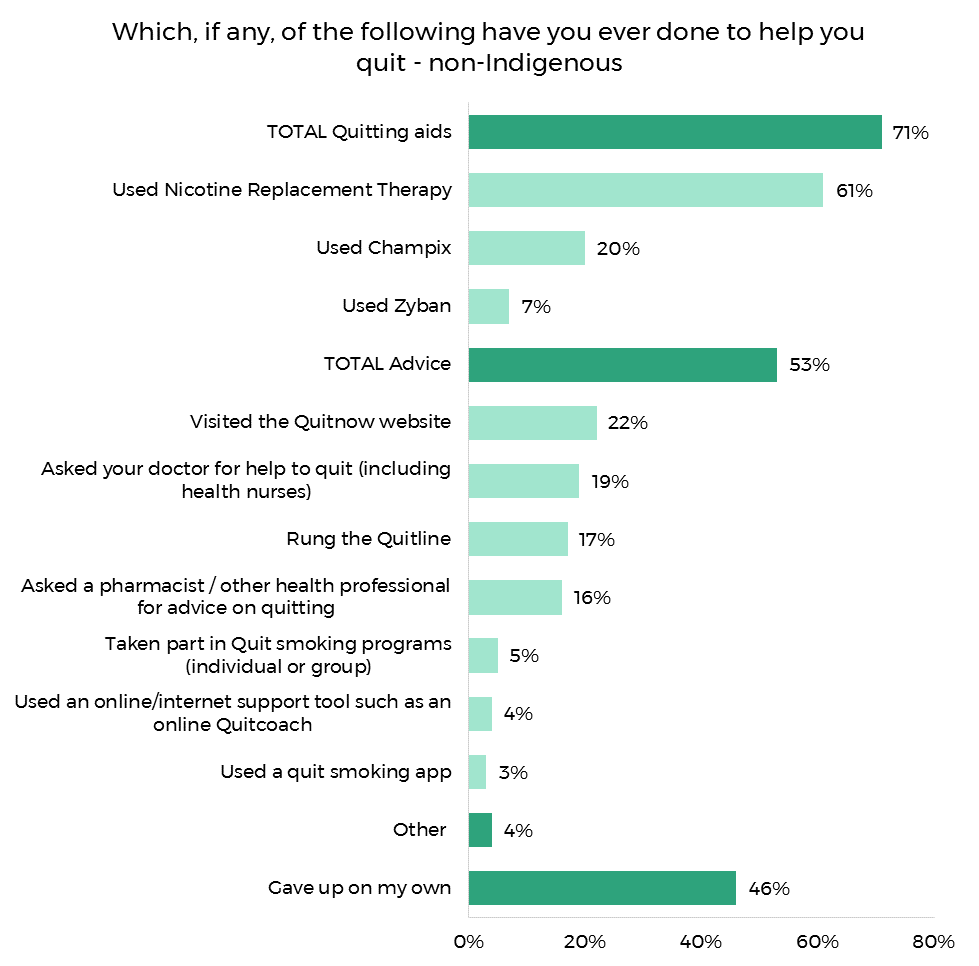 Which, if any, of the following have you ever done to help you
quit - non-Indigenous
TOTAL Quitting aids 71%
Used Nicotine Replacement Therapy 61%
Used Champix 20%
Used Zyban 7%
TOTAL Advice 53%
Visited the Quitnow website 22%
Asked your doctor for help to quit (including
health nurses) 19%
Rung the Quitline 17%
Asked a pharmacist / other health professional
for advice on quitting 16%
Taken part in Quit smoking programs
(individual or group) 5%
Used an online/internet support tool such as an
online Quitcoach 4%
Used a quit smoking app 3%
Other 4%
Gave up on my own 46%
0% 20% 40% 60% 80%